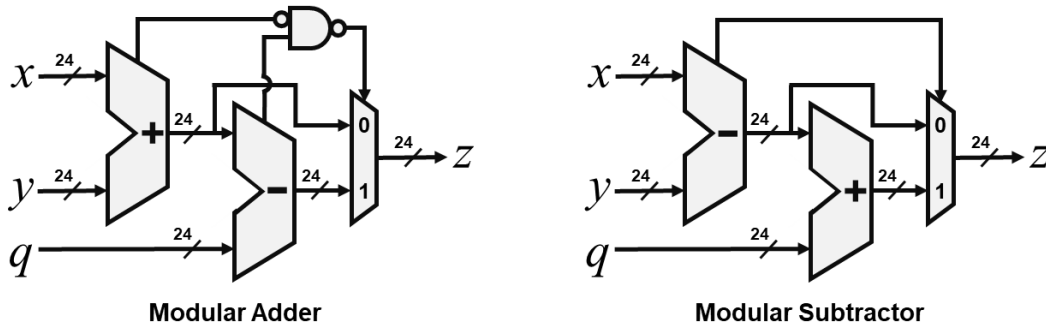 x 24
y 24
+ 24
q 24
- 24
0
1
24 z
Modular Adder
x 24
y 24
- 24
q 24
+ 24
0
1
24 z
Modular Subtractor